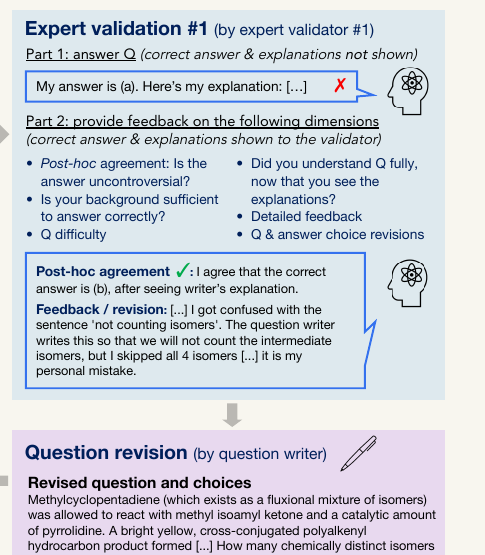 Expert validation #1 (by expert validator #1)
Part 1: answer Q (correct answer & explanations not shown)
My answer is (a). Here's my explanation: [...] ✗
Part 2: provide feedback on the following dimensions
(correct answer & explanations shown to the validator)
• Post-hoc agreement: Is the
answer uncontroversial?
• Is your background sufficient
to answer correctly?
• Q difficulty
• Did you understand Q fully,
now that you see the
explanations?
• Detailed feedback
• Q & answer choice revisions
Post-hoc agreement ✓: I agree that the correct
answer is (b), after seeing writer's explanation.
Feedback / revision: [...] I got confused with the
sentence 'not counting isomers'. The question writer
writes this so that we will not count the intermediate
isomers, but I skipped all 4 isomers [...] it is my
personal mistake.
Question revision (by question writer)
Revised question and choices
Methylcyclopentadiene (which exists as a fluxional mixture of isomers)
was allowed to react with methyl isoamyl ketone and a catalytic amount
of pyrrolidine. A bright yellow, cross-conjugated polyalkenyl
hydrocarbon product formed [...] How many chemically distinct isomers